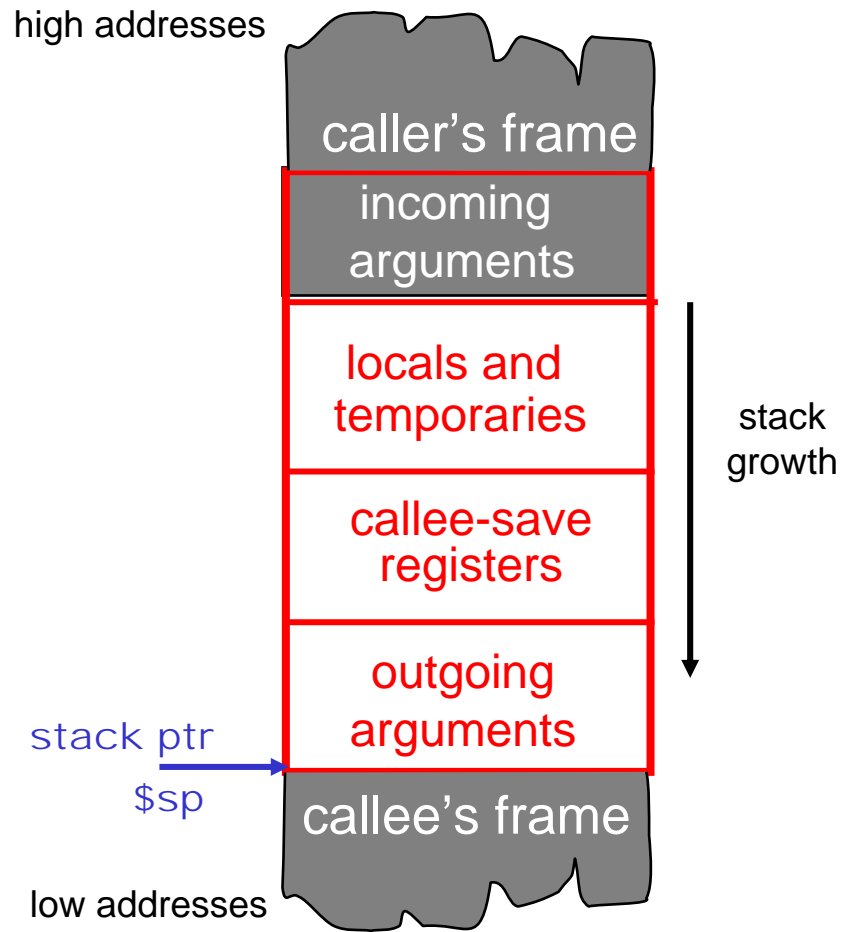 high addresses
caller's frame
incoming
arguments
locals and
temporaries
stack
growth
callee-save
registers
outgoing
arguments
stack ptr
$sp
callee's frame
low addresses